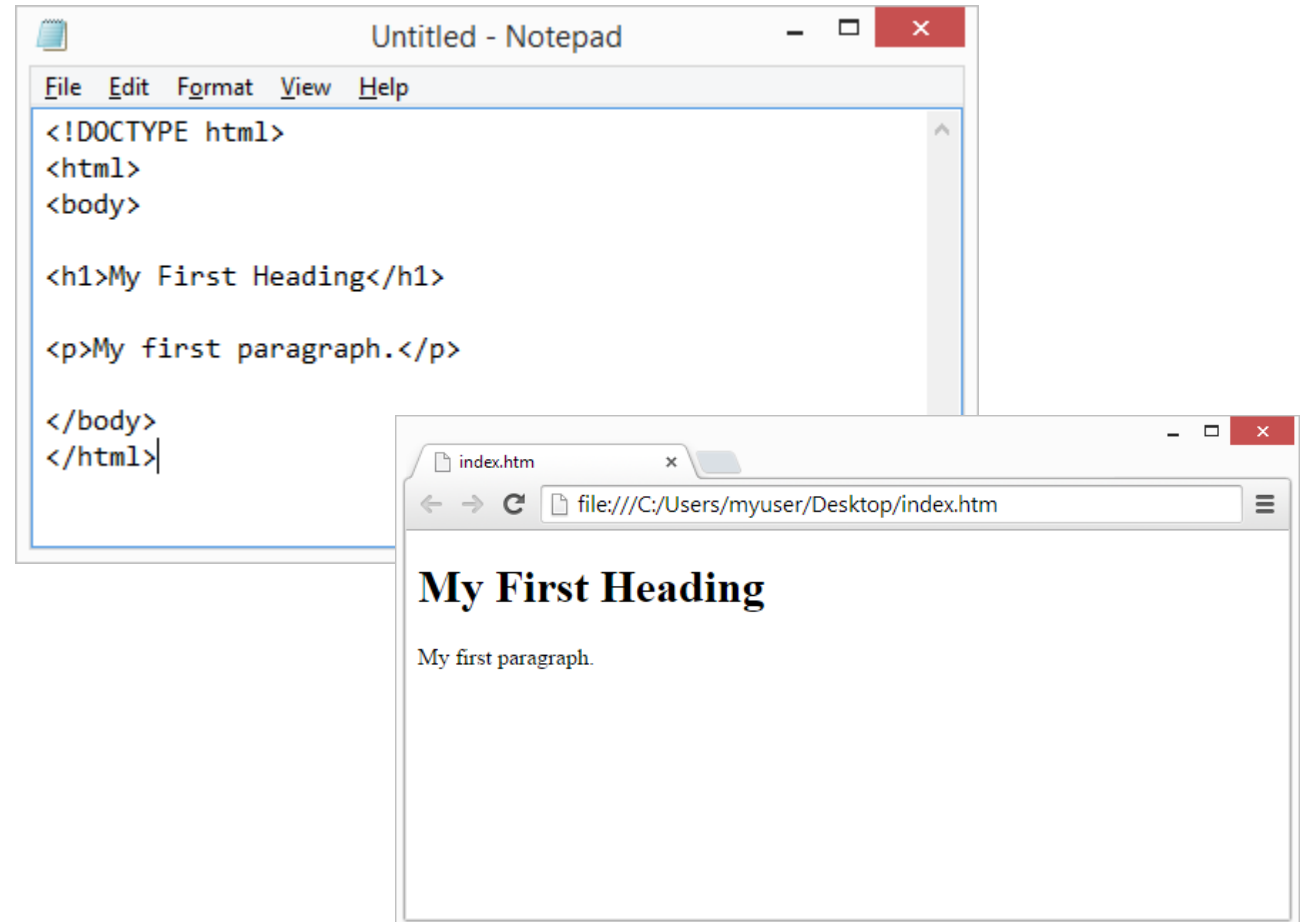 Untitled - Notepad
File Edit Format View Help
<!DOCTYPE html>
<html>
<body>
<h1>My First Heading</h1>
<p>My first paragraph.</p>
</body>
</html>
index.htm
file:///C:/Users/myuser/Desktop/index.htm
My First Heading
My first paragraph.